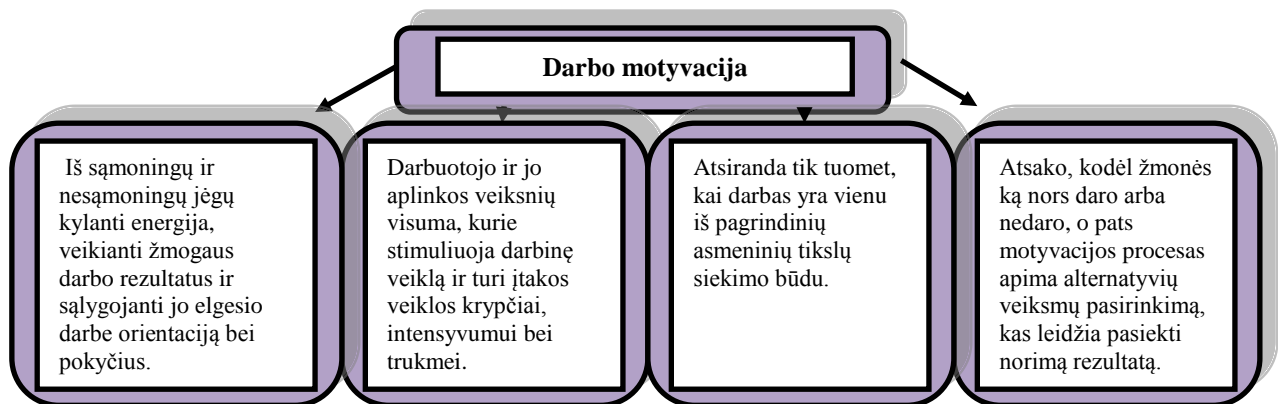 Darbo motyvacija
Iš sąmoningų ir
nesąmoningų jėgų
kylanti energija,
veikianti žmogaus
darbo rezultatus ir
sąlygojanti jo elgesio
darbe orientaciją bei
pokyčius.
Darbuotojo ir jo
aplinkos veiksnių
visuma, kurie
stimuliuoja darbinę
veiklą ir turi įtakos
veiklos krypčiai,
intensyvumui bei
trukmei.
Atsiranda tik tuomet,
kai darbas yra vienu
iš pagrindinių
asmeninių tikslų
siekimo būdu.
Atsako, kodėl žmonės
ką nors daro arba
nedaro, o pats
motyvacijos procesas
apima alternatyvių
veiksmų pasirinkimą,
kas leidžia pasiekti
norimą rezultatą.